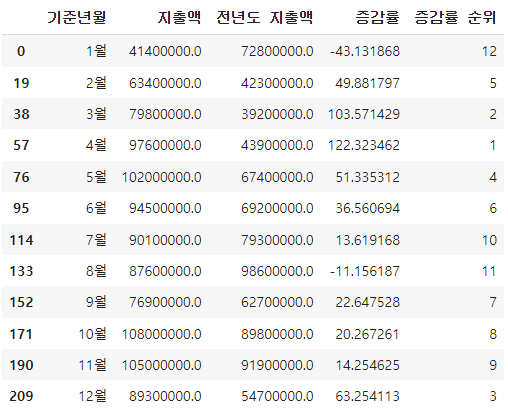 기준년월 지출액 전년도 지출액 증감률 증감률 순위
0 1월 41400000.0 72800000.0 -43.131868 12
19 2월 63400000.0 42300000.0 49.881797 5
38 3월 79800000.0 39200000.0 103.571429 2
57 4월 97600000.0 43900000.0 122.323462 1
76 5월 102000000.0 67400000.0 51.335312 4
95 6월 94500000.0 69200000.0 36.560694 6
114 7월 90100000.0 79300000.0 13.619168 10
133 8월 87600000.0 98600000.0 -11.156187 11
152 9월 76900000.0 62700000.0 22.647528 7
171 10월 108000000.0 89800000.0 20.267261 8
190 11월 105000000.0 91900000.0 14.254625 9
209 12월 89300000.0 54700000.0 63.254113 3